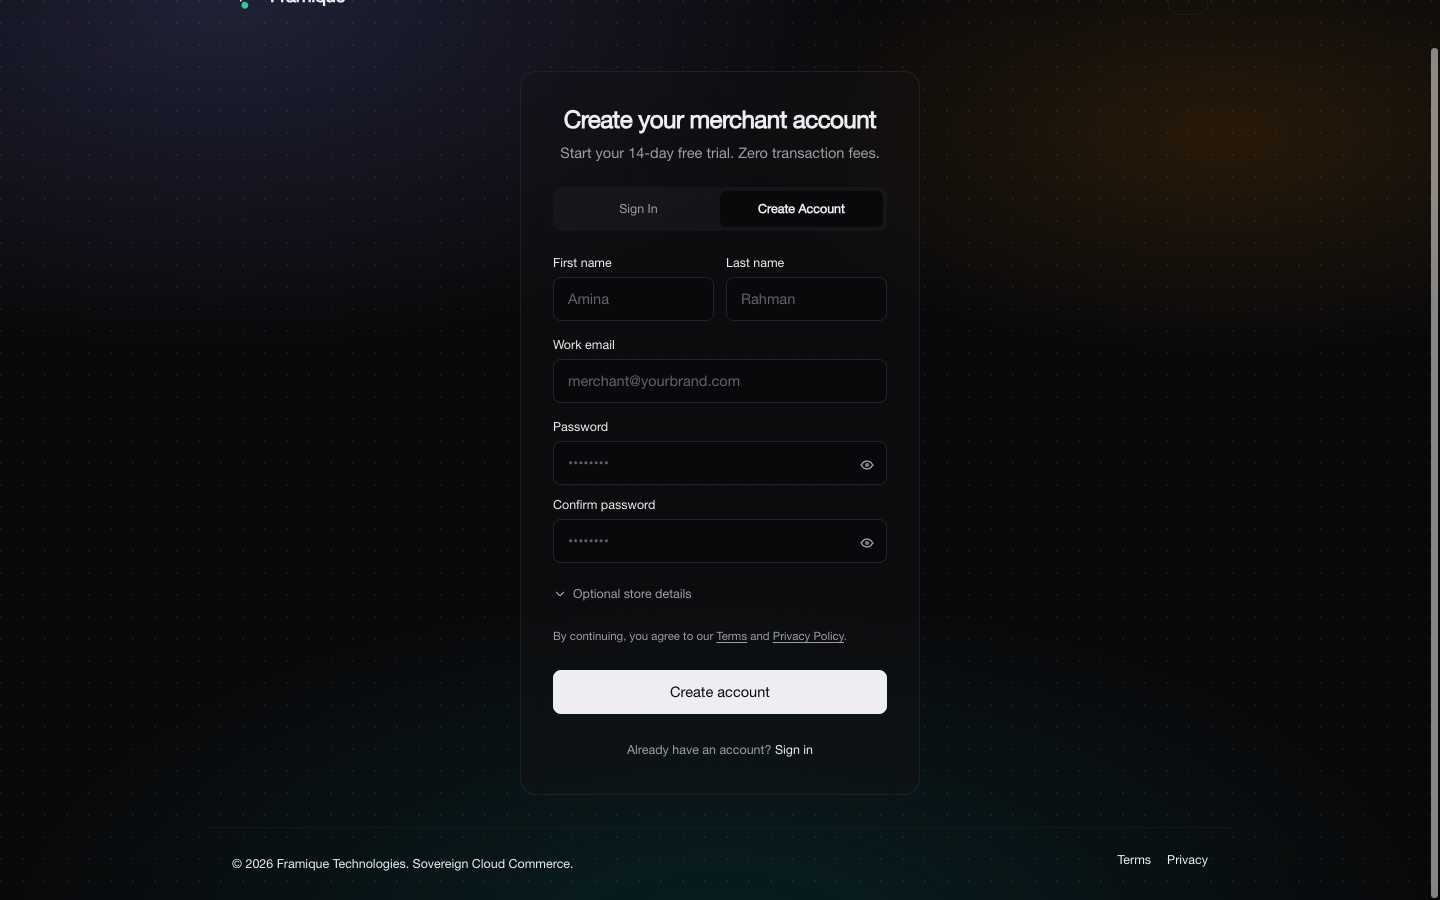 Framique
Create your merchant account
Start your 14-day free trial. Zero transaction fees.
Sign In
Create Account
First name
Last name
Amina
Rahman
Work email
merchant@yourbrand.com
Password
••••••••
Confirm password
••••••••
Optional store details
By continuing, you agree to our Terms and Privacy Policy.
Create account
Already have an account? Sign in
© 2026 Framique Technologies. Sovereign Cloud Commerce.
Terms
Privacy